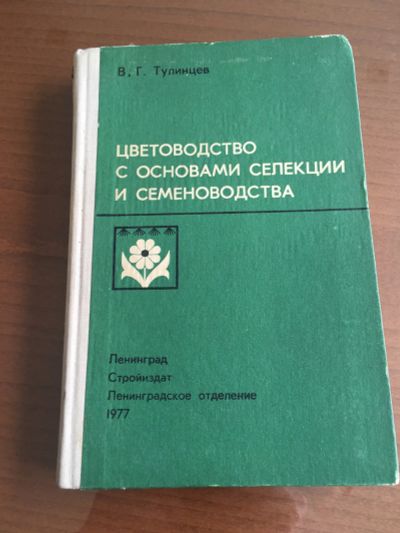 В. Г. Тулинцев
ЦВЕТОВОДСТВО
С ОСНОВАМИ СЕЛЕКЦИИ
И СЕМЕНОВОДСТВА
Ленинград
Стройиздат
Ленинградское отделение
1977